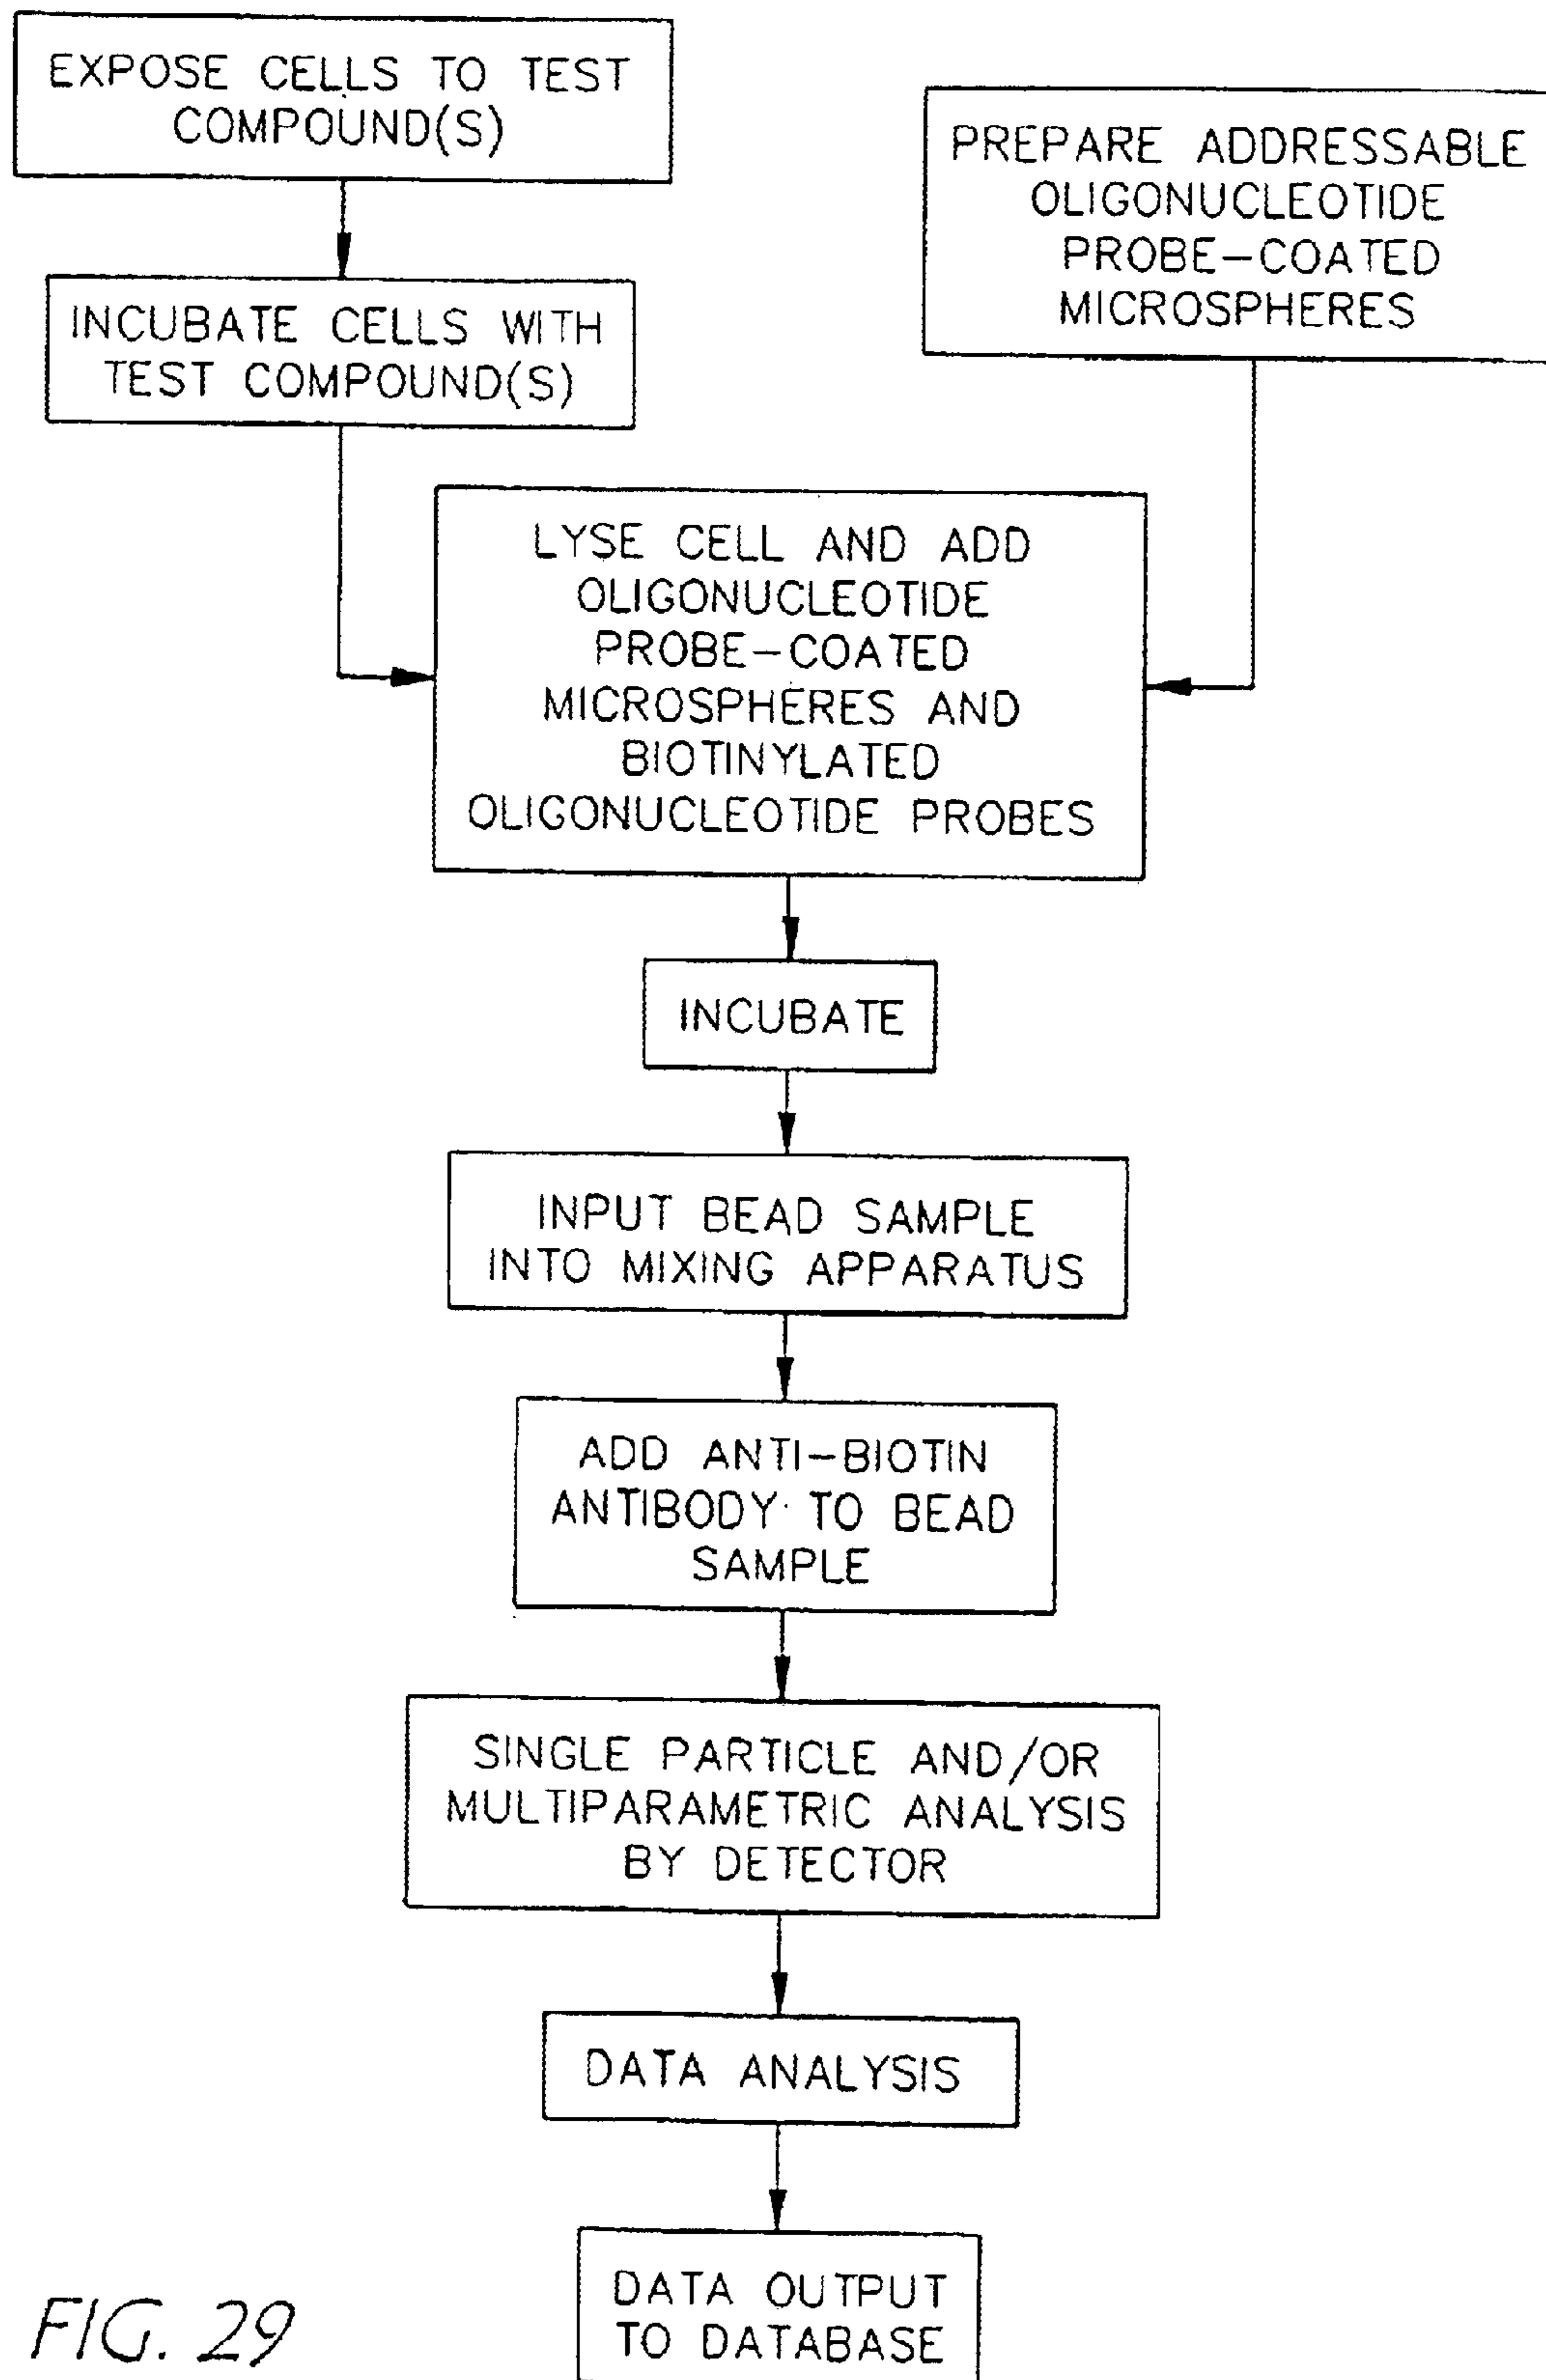 EXPOSE CELLS TO TEST
COMPOUND(S)
PREPARE ADDRESSABLE
OLIGONUCLEOTIDE
PROBE-COATED
MICROSPHERES
INCUBATE CELLS WITH
TEST COMPOUND(S)
LYSE CELL AND ADD
OLIGONUCLEOTIDE
PROBE-COATED
MICROSPHERES AND
BIOTINYLATED
OLIGONUCLEOTIDE PROBES
INCUBATE
INPUT BEAD SAMPLE
INTO MIXING APPARATUS
ADD ANTI-BIOTIN
ANTIBODY TO BEAD
SAMPLE
SINGLE PARTICLE AND/OR
MULTIPARAMETRIC ANALYSIS
BY DETECTOR
DATA ANALYSIS
DATA OUTPUT
TO DATABASE
FIG. 29